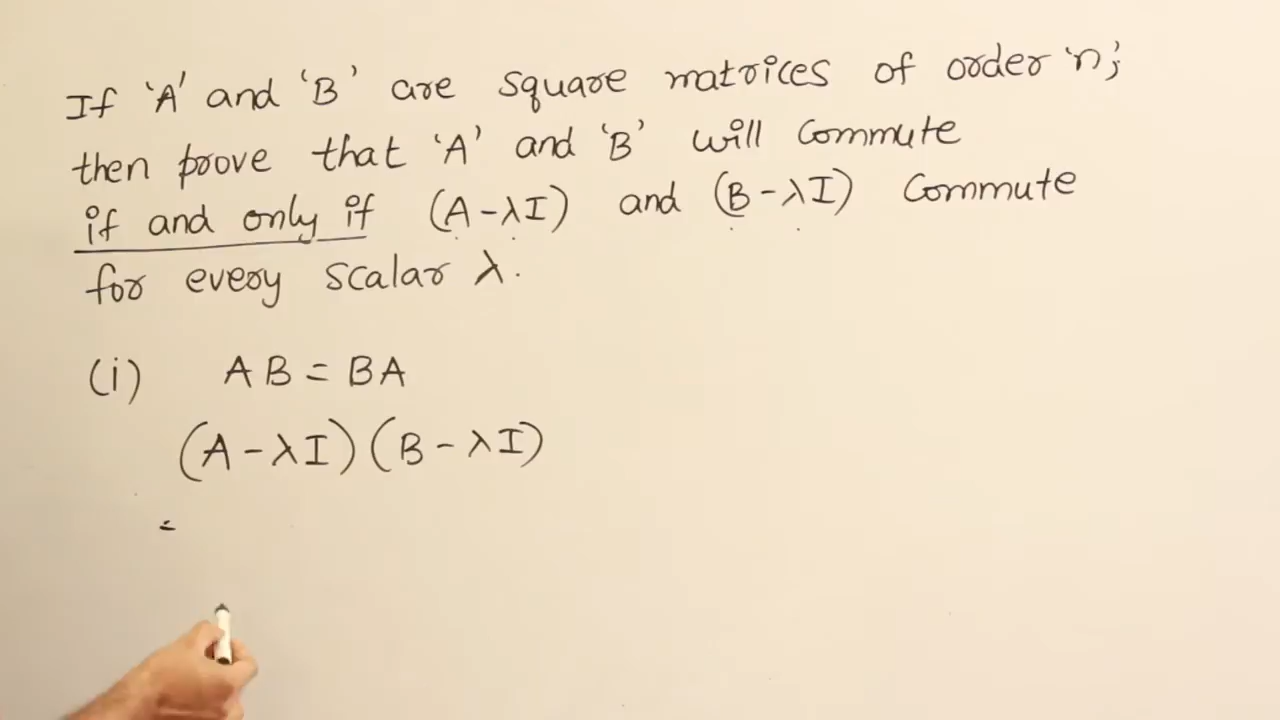 If 'A' and 'B' are square matrices of order 'n';
then prove that 'A' and 'B' will commute
if and only if (A-λI) and (B-λI) Commute
for every scalar λ.
(i) AB = BA
(A-λI)(B-λI)
=